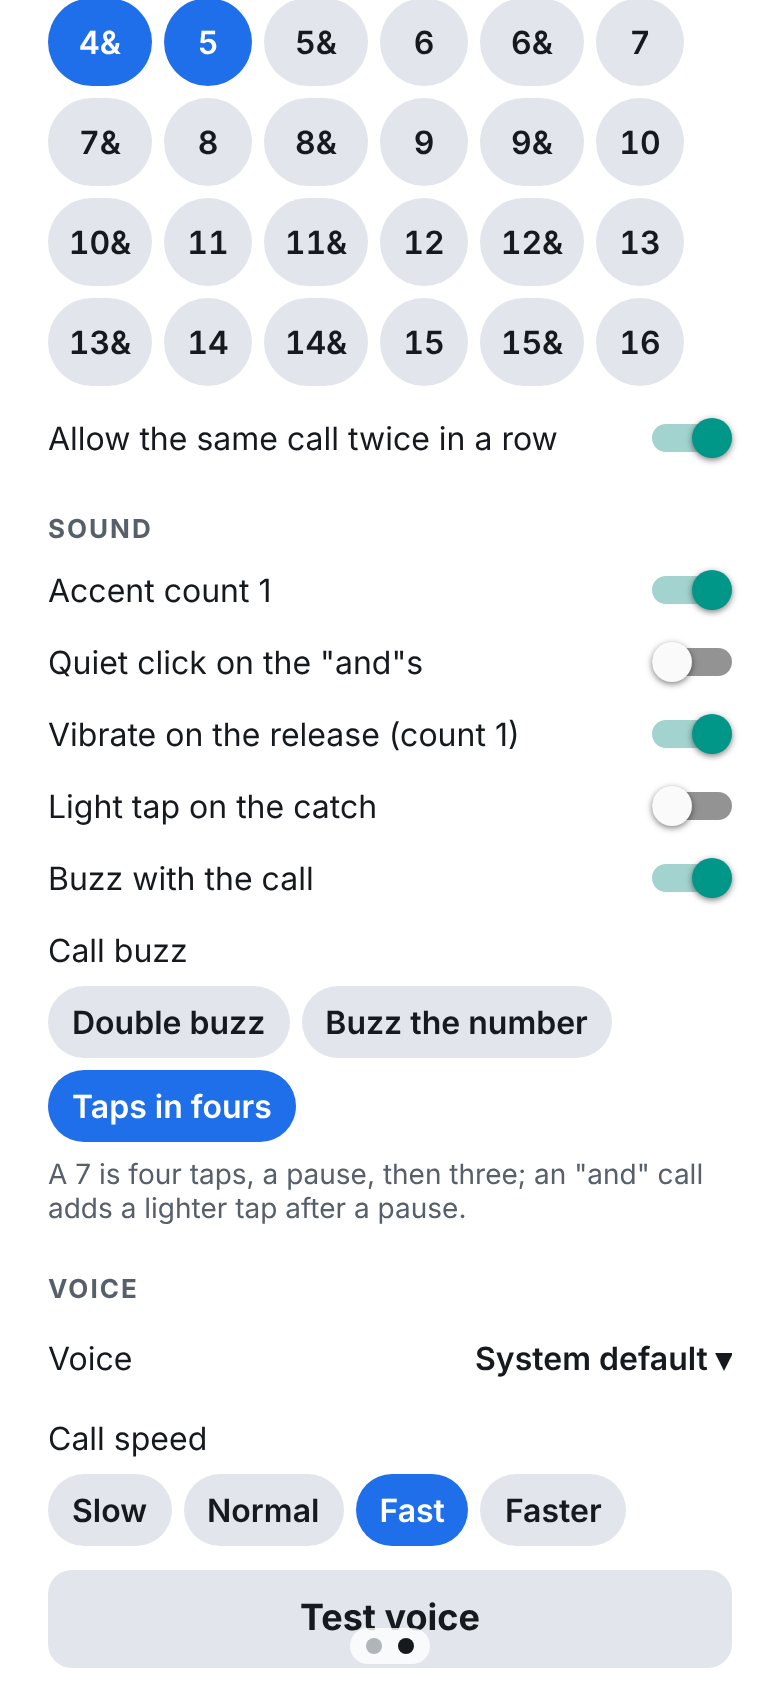 4& 5 5& 6 6& 7
7& 8 8& 9 9& 10
10& 11 11& 12 12& 13
13& 14 14& 15 15& 16
Allow the same call twice in a row
SOUND
Accent count 1
Quiet click on the "and"s
Vibrate on the release (count 1)
Light tap on the catch
Buzz with the call
Call buzz
Double buzz Buzz the number
Taps in fours
A 7 is four taps, a pause, then three; an "and" call
adds a lighter tap after a pause.
VOICE
Voice System default ▾
Call speed
Slow Normal Fast Faster
Test voice